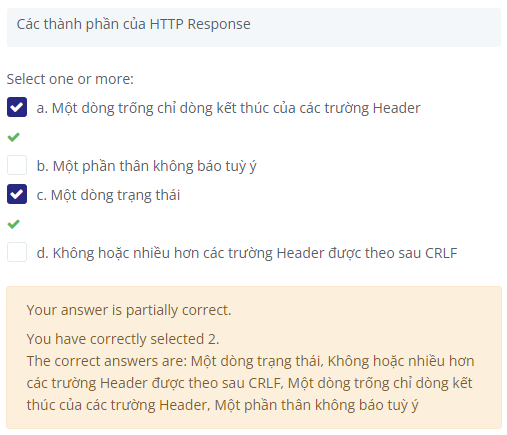 Các thành phần của HTTP Response
Select one or more:
a. Một dòng trống chỉ dòng kết thúc của các trường Header
b. Một phần thân không báo tuỳ ý
c. Một dòng trạng thái
d. Không hoặc nhiều hơn các trường Header được theo sau CRLF
Your answer is partially correct.
You have correctly selected 2.
The correct answers are: Một dòng trạng thái, Không hoặc nhiều hơn
các trường Header được theo sau CRLF, Một dòng trống chỉ dòng kết
thúc của các trường Header, Một phần thân không báo tuỳ ý